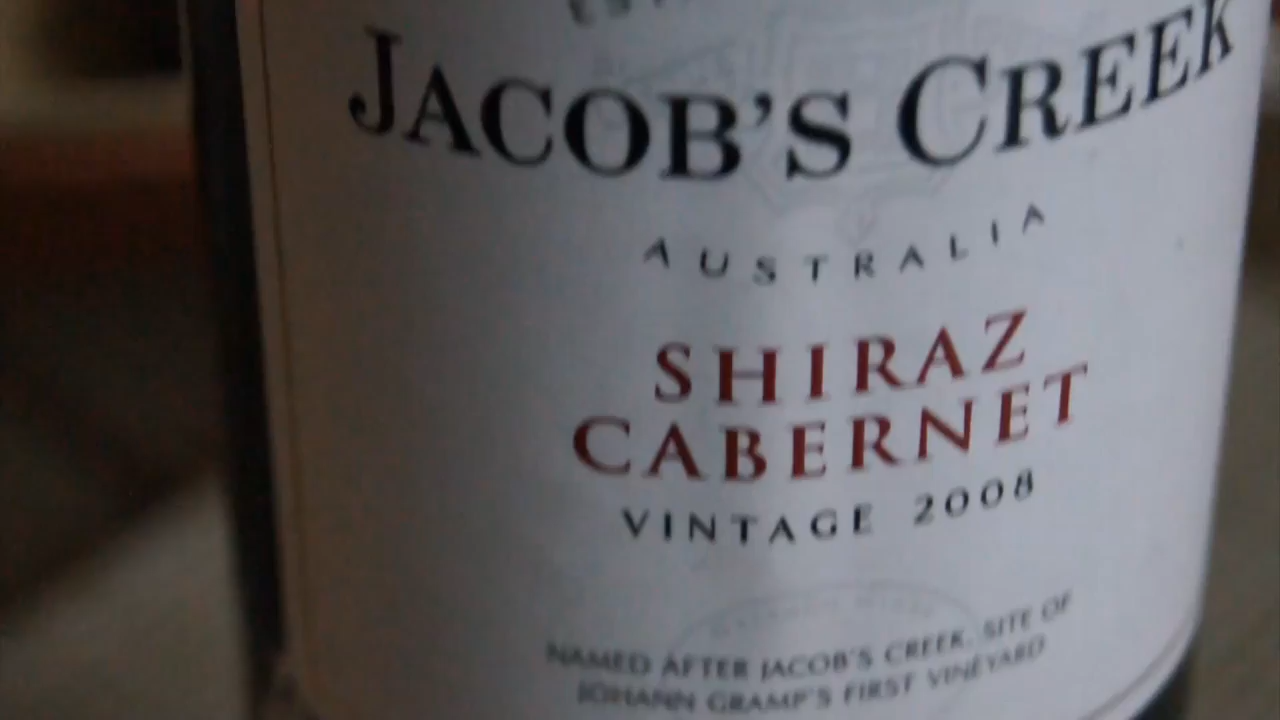 JACOB'S CREEK
AUSTRALIA
SHIRAZ
CABERNET
VINTAGE 2008
NAMED AFTER JACOB'S CREEK, SITE OF
JOHANN GRAMP'S FIRST VINEYARD